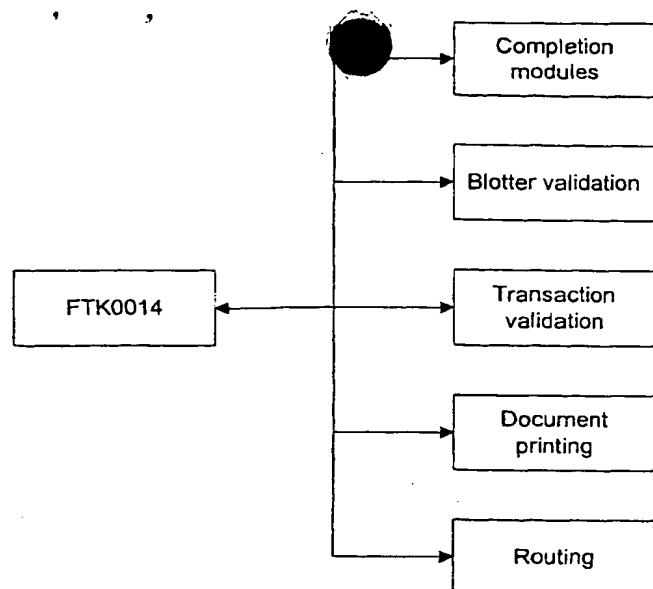 Completion
modules
Blotter validation
FTK0014
Transaction
validation
Document
printing
Routing